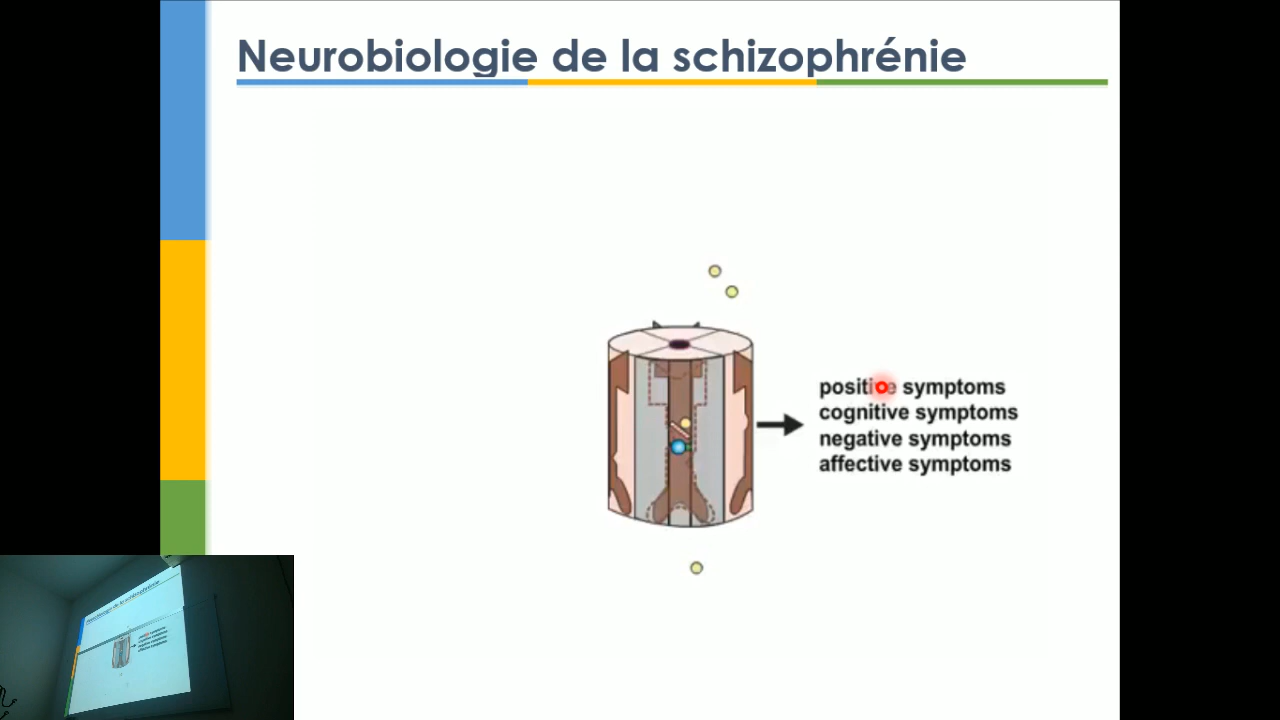 Neurobiologie de la schizophrénie
positive symptoms
cognitive symptoms
negative symptoms
affective symptoms